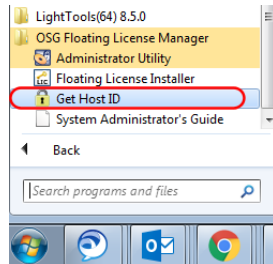 LightTools(64) 8.5.0
OSG Floating License Manager
Administrator Utility
Floating License Installer
Get Host ID
System Administrator's Guide
Back
Search programs and files